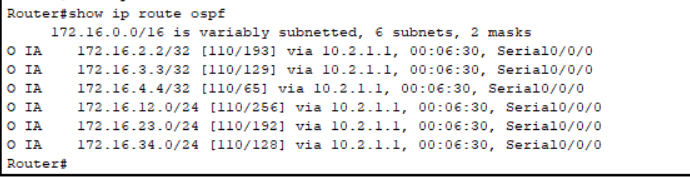 Router#show ip route ospf
172.16.0.0/16 is variably subnetted, 6 subnets, 2 masks
O IA 172.16.2.2/32 [110/193] via 10.2.1.1, 00:06:30, Serial0/0/0
O IA 172.16.3.3/32 [110/129] via 10.2.1.1, 00:06:30, Serial0/0/0
O IA 172.16.4.4/32 [110/65] via 10.2.1.1, 00:06:30, Serial0/0/0
O IA 172.16.12.0/24 [110/256] via 10.2.1.1, 00:06:30, Serial0/0/0
O IA 172.16.23.0/24 [110/192] via 10.2.1.1, 00:06:30, Serial0/0/0
O IA 172.16.34.0/24 [110/128] via 10.2.1.1, 00:06:30, Serial0/0/0
Router#